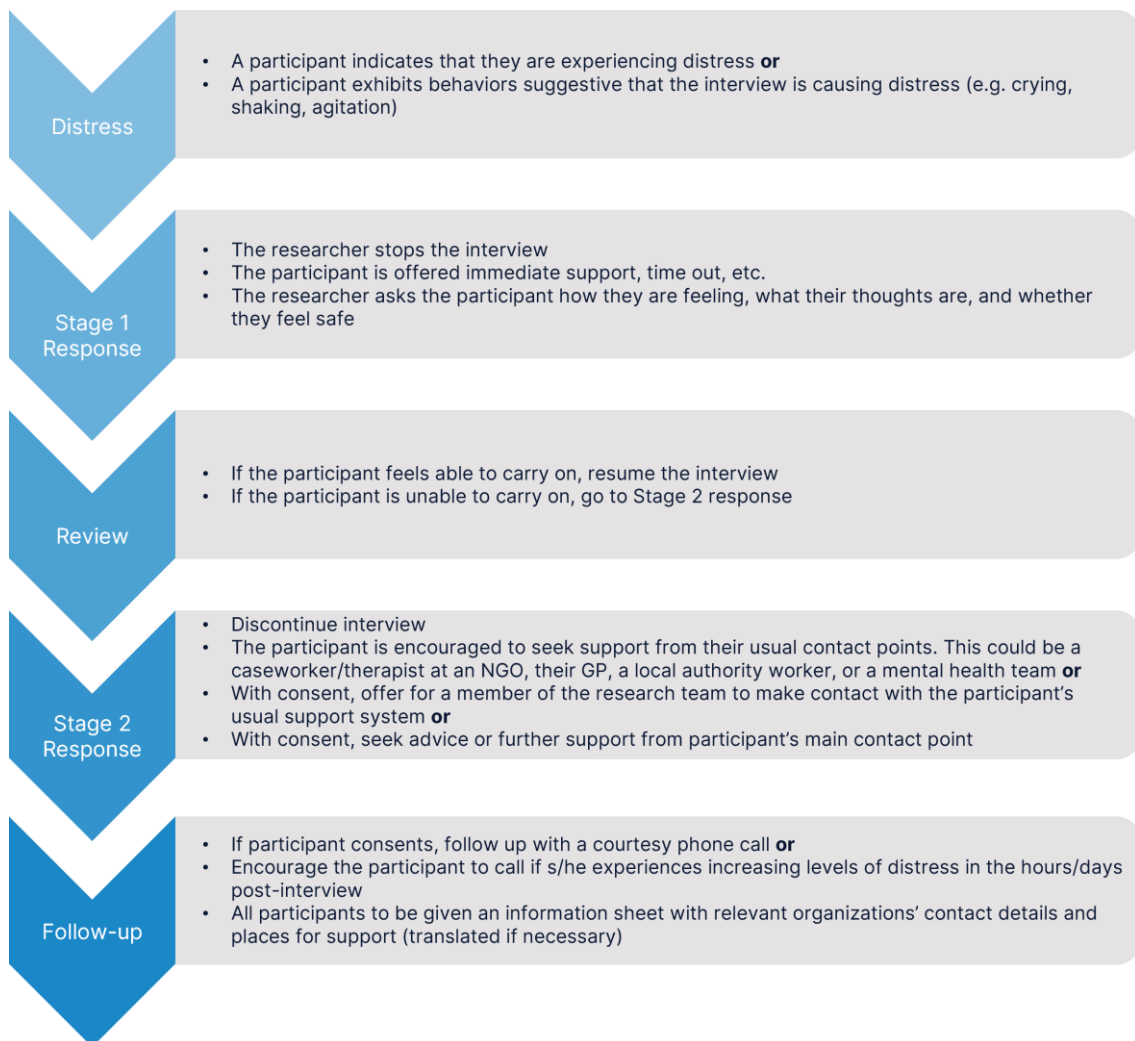 Distress
• A participant indicates that they are experiencing distress or
• A participant exhibits behaviors suggestive that the interview is causing distress (e.g. crying,
shaking, agitation)
Stage 1
Response
• The researcher stops the interview
• The participant is offered immediate support, time out, etc.
• The researcher asks the participant how they are feeling, what their thoughts are, and whether
they feel safe
Review
• If the participant feels able to carry on, resume the interview
• If the participant is unable to carry on, go to Stage 2 response
Stage 2
Response
• Discontinue interview
• The participant is encouraged to seek support from their usual contact points. This could be a
caseworker/therapist at an NGO, their GP, a local authority worker, or a mental health team or
• With consent, offer for a member of the research team to make contact with the participant’s
usual support system or
• With consent, seek advice or further support from participant’s main contact point
Follow-up
• If participant consents, follow up with a courtesy phone call or
• Encourage the participant to call if s/he experiences increasing levels of distress in the hours/days
post-interview
• All participants to be given an information sheet with relevant organizations’ contact details and
places for support (translated if necessary)